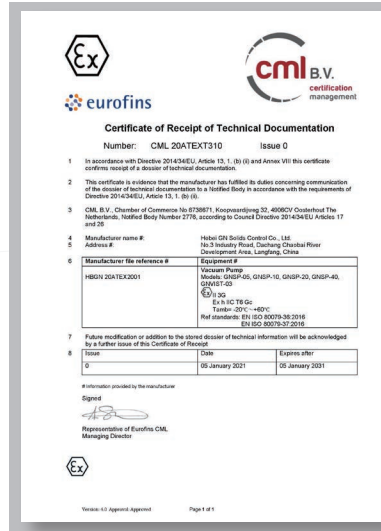 Ex
cml B.V.
certification
management
eurofins
Certificate of Receipt of Technical Documentation
Number: CML 20ATEXT310 Issue 0
1 In accordance with Directive 2014/34/EU, Article 13, 1. (b) (ii) and Annex VIII this certificate
confirms receipt of a dossier of technical documentation.
2 This certificate is evidence that the manufacturer has fulfilled its duties concerning communication
of the dossier of technical documentation to a Notified Body in accordance with the requirements of
Directive 2014/34/EU, Article 13, 1. (b) (ii).
3 CML B.V., Chamber of Commerce No 6738671, Koopvaardijweg 32, 4906CV Oosterhout The
Netherlands, Notified Body Number 2776, according to Council Directive 2014/34/EU Articles 17
and 26
4 Manufacturer name #: Hebei GN Solids Control Co., Ltd.
5 Address #: No.3 Industry Road, Dachang Chaobai River
Development Area, Langfang, China
6 Manufacturer file reference # Equipment #
HBGN 20ATEX2001 Vacuum Pump
Models: GNSP-05, GNSP-10, GNSP-20, GNSP-40,
GNVIST-03
Ex II 3G
Ex h IIC T6 Gc
Tamb= -20°C~+60°C
Ref standards: EN ISO 80079-36:2016
EN ISO 80079-37:2016
7 Future modification or addition to the stored dossier of technical information will be acknowledged
by a further issue of this Certificate of Receipt
8 Issue Date Expires after
0 05 January 2021 05 January 2031
# information provided by the manufacturer
Signed
Representative of Eurofins CML
Managing Director
Ex
Version: 4.0 Approval: Approved Page 1 of 1